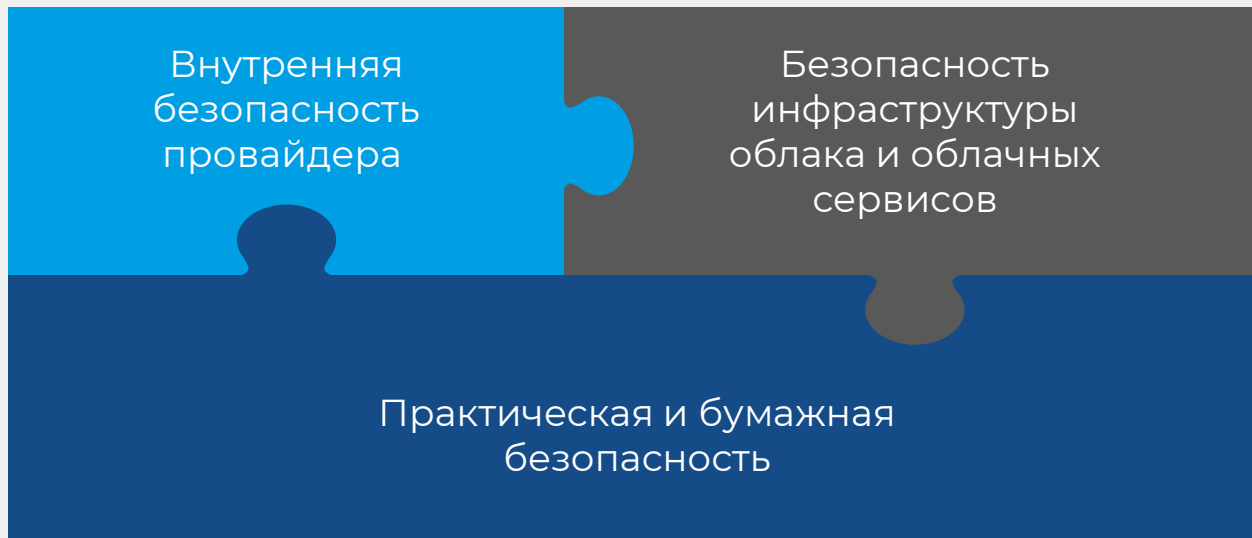 Внутренняя
безопасность
провайдера
Безопасность
инфраструктуры
облака и облачных
сервисов
Практическая и бумажная
безопасность